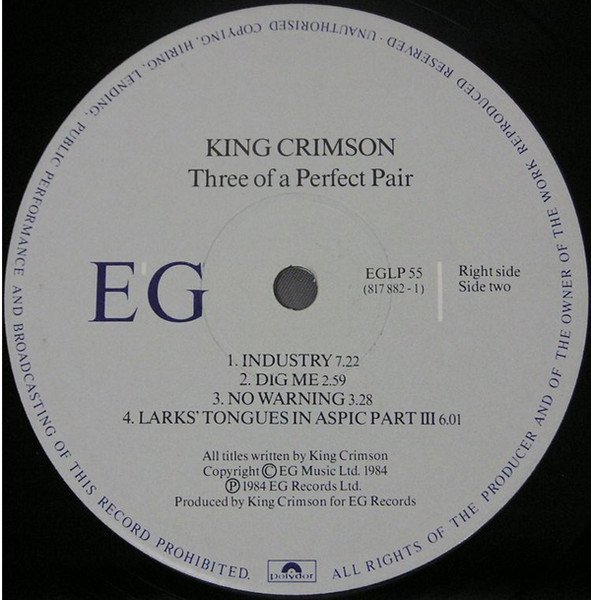 KING CRIMSON
Three of a Perfect Pair
E'G
EGLP 55
(817 882 - 1)
Right side
Side two
1. INDUSTRY 7.22
2. DIG ME 2.59
3. NO WARNING 3.28
4. LARKS' TONGUES IN ASPIC PART III 6.01
All titles written by King Crimson
Copyright Ⓒ EG Music Ltd. 1984
Ⓟ 1984 EG Records Ltd.
Produced by King Crimson for EG Records
ALL RIGHTS OF THE PRODUCER AND OF THE OWNER OF THE WORK REPRODUCED RESERVED · UNAUTHORISED COPYING, HIRING, LENDING, PUBLIC PERFORMANCE AND BROADCASTING OF THIS RECORD PROHIBITED.
polydor